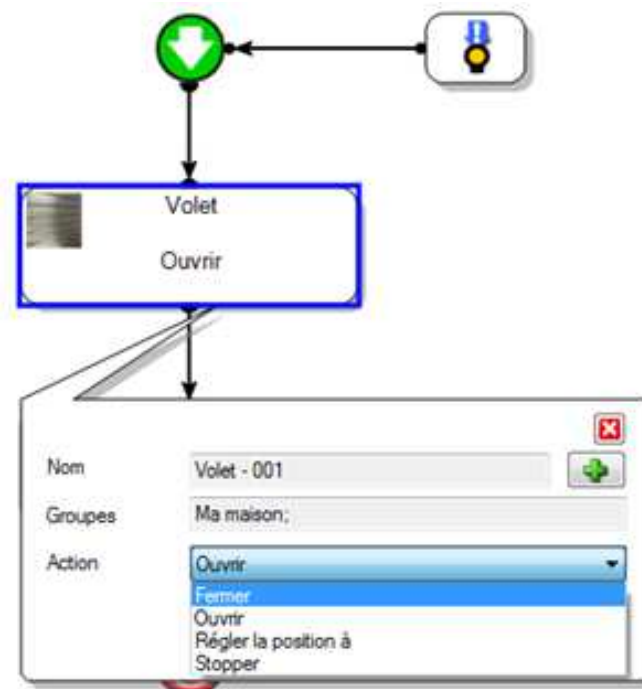 Volet
Ouvrir
Nom Volet - 001
Groupes Ma maison;
Action Ouvrir
Fermer
Ouvrir
Régler la position à
Stopper